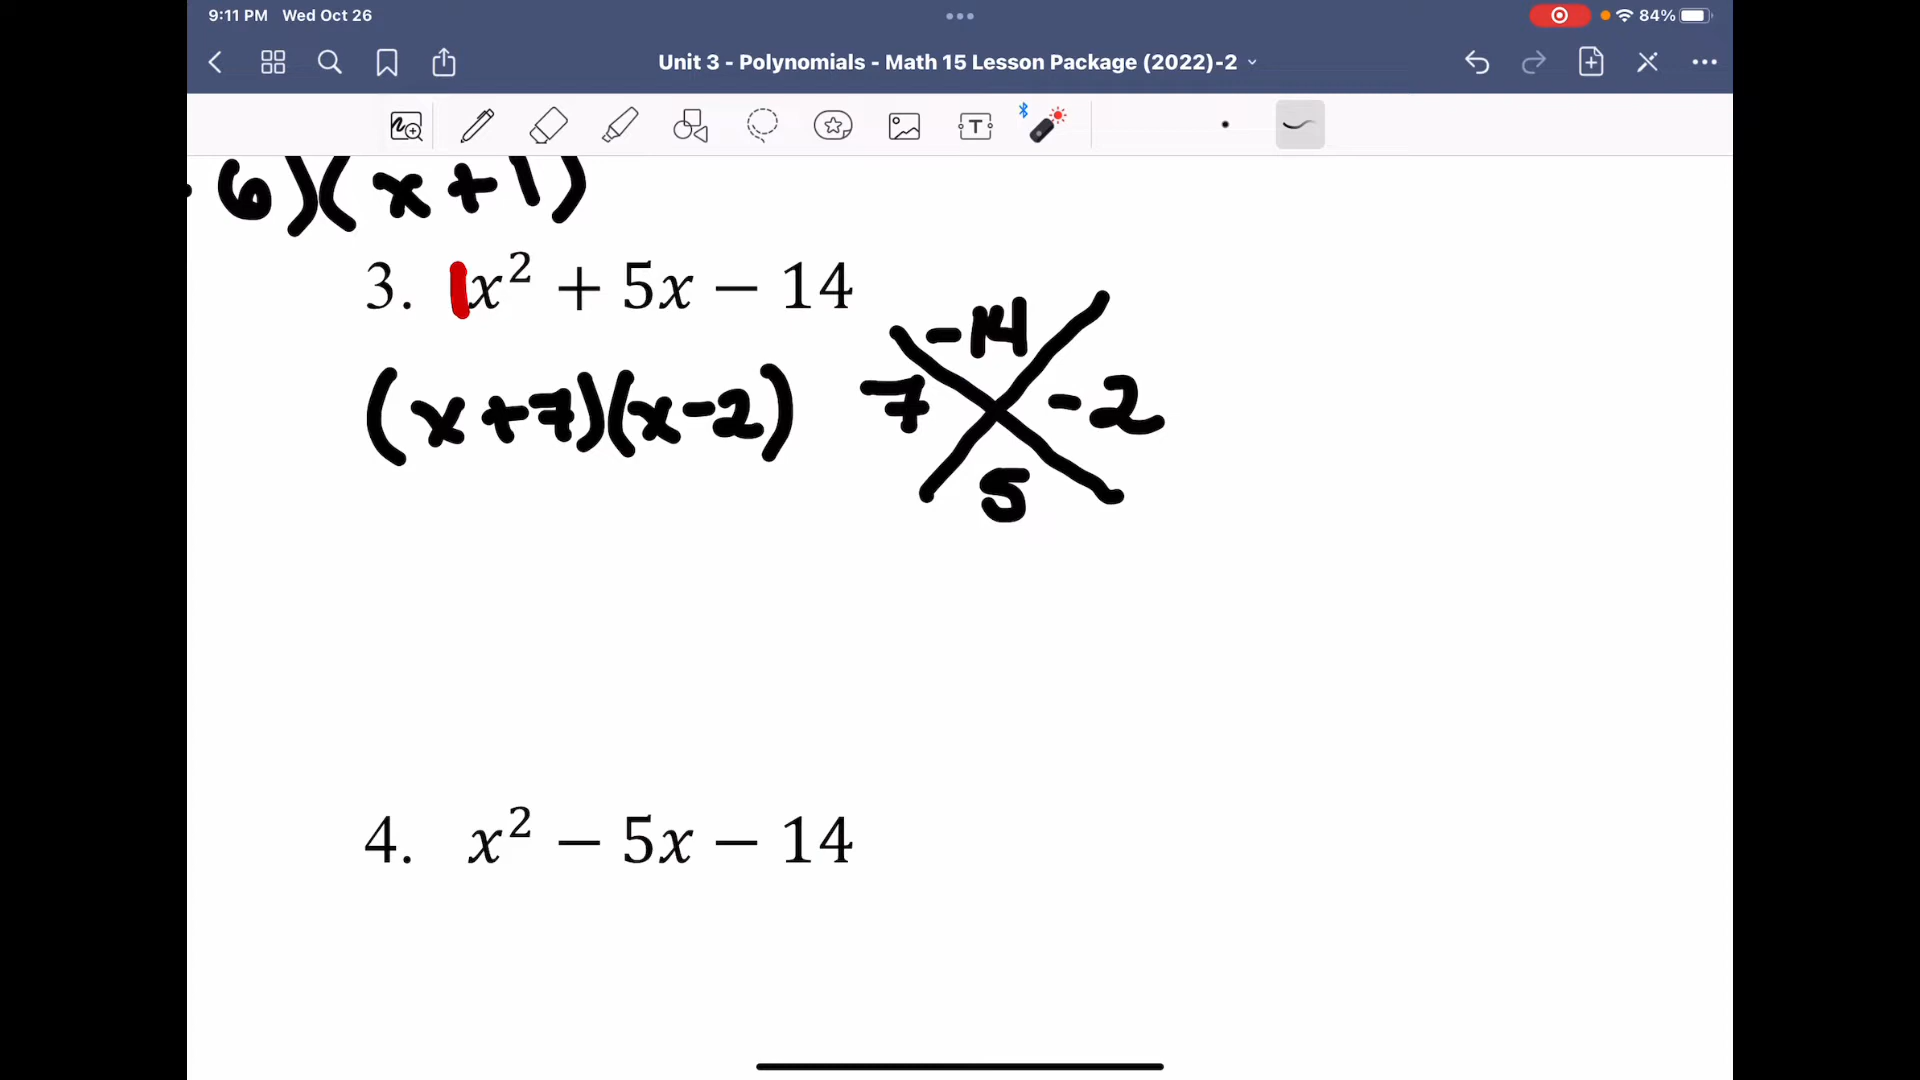 9:11 PM Wed Oct 26
84%
Unit 3 - Polynomials - Math 15 Lesson Package (2022)-2
T
6)(x+1)
3. 1x² + 5x − 14
-14
(x+7)(x-2)
7 -2
5
4. x² − 5x − 14